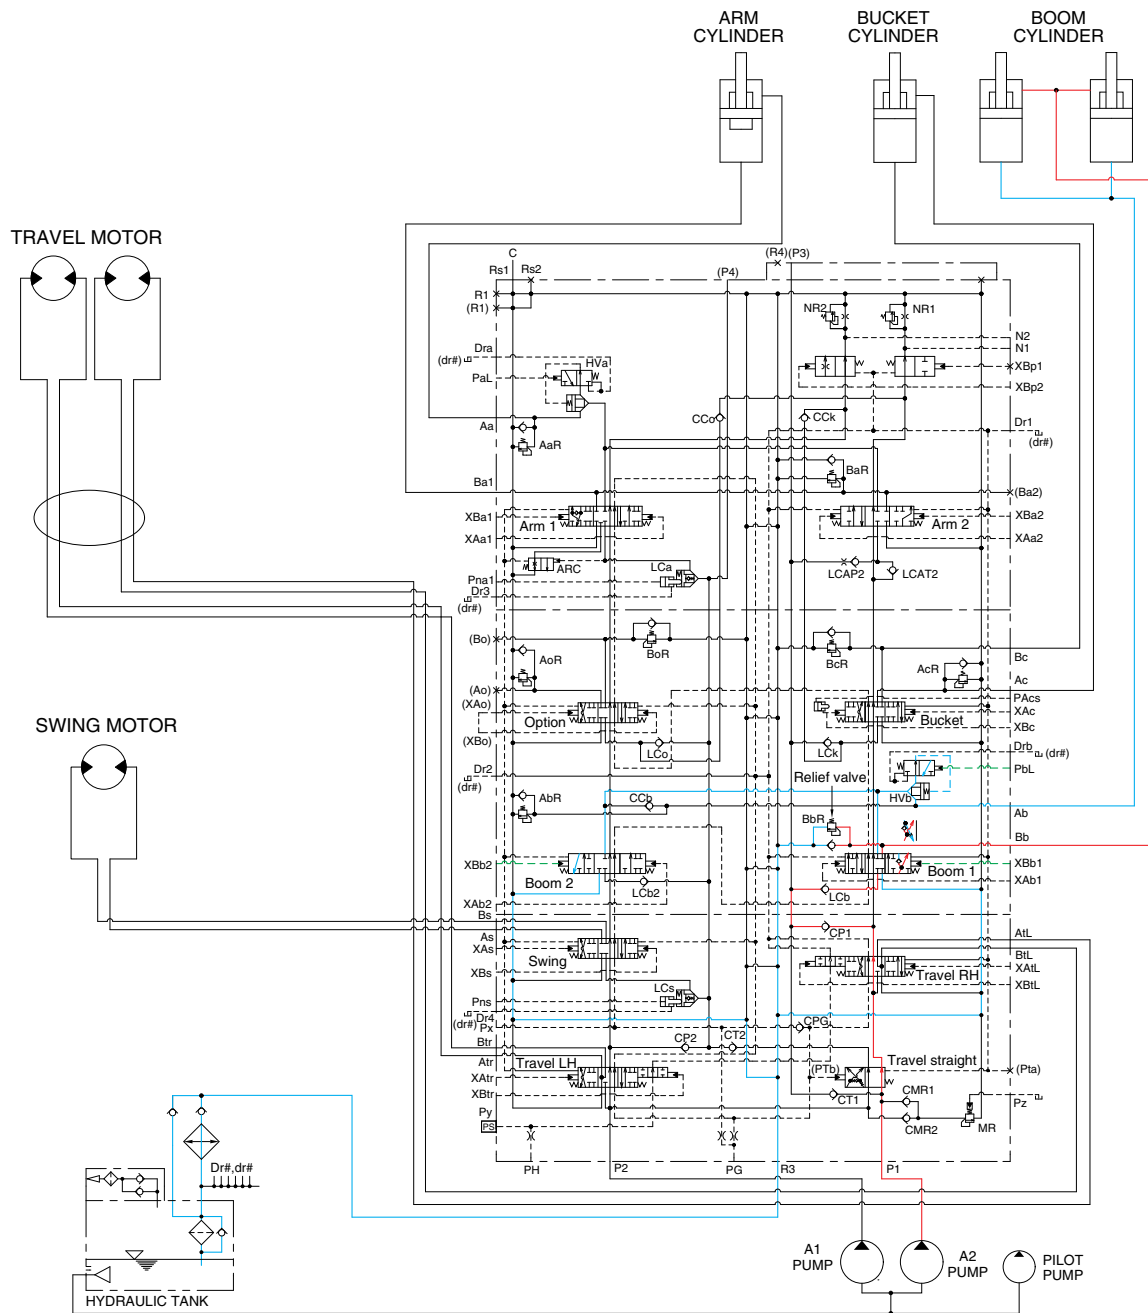 ARM
CYLINDER
BUCKET
CYLINDER
BOOM
CYLINDER
TRAVEL MOTOR
C
Rs1
Rs2
(P4)
(R4)
(P3)
R1
(R1)
NR2
NR1
N2
N1
Dra
(dr#)
HVa
PaL
XBp1
XBp2
CCo
CCk
Aa
AaR
Dr1
(dr#)
BaR
Ba1
(Ba2)
XBa1
Arm 1
XAa1
Arm 2
XBa2
XAa2
ARC
LCa
LCAP2
LCAT2
Pna1
Dr3
(dr#)
(Bo)
BoR
BcR
Bc
AoR
AcR
Ac
(Ao)
(XAo)
Option
(XBo)
PAcs
XAc
Bucket
XBc
LCo
LCk
Drb
(dr#)
PbL
SWING MOTOR
Dr2
(dr#)
Relief valve
HVb
AbR
CCb
BbR
Ab
Bb
XBb2
Boom 2
Boom 1
XBb1
XAb1
LCb2
LCb
XAb2
Bs
CP1
As
XAs
Swing
XBs
AtL
BtL
Travel RH
XAtL
XBtL
LCs
Pns
(dr#)
Dr4
Px
CPG
CP2
CT2
Btr
Atr
Travel LH
(PTb)
Travel straight
(Pta)
XAtr
XBtr
CT1
CMR1
CMR2
MR
Pz
Py
PS
PH
P2
PG
R3
P1
Dr#,dr#
HYDRAULIC TANK
A1
PUMP
A2
PUMP
PILOT
PUMP